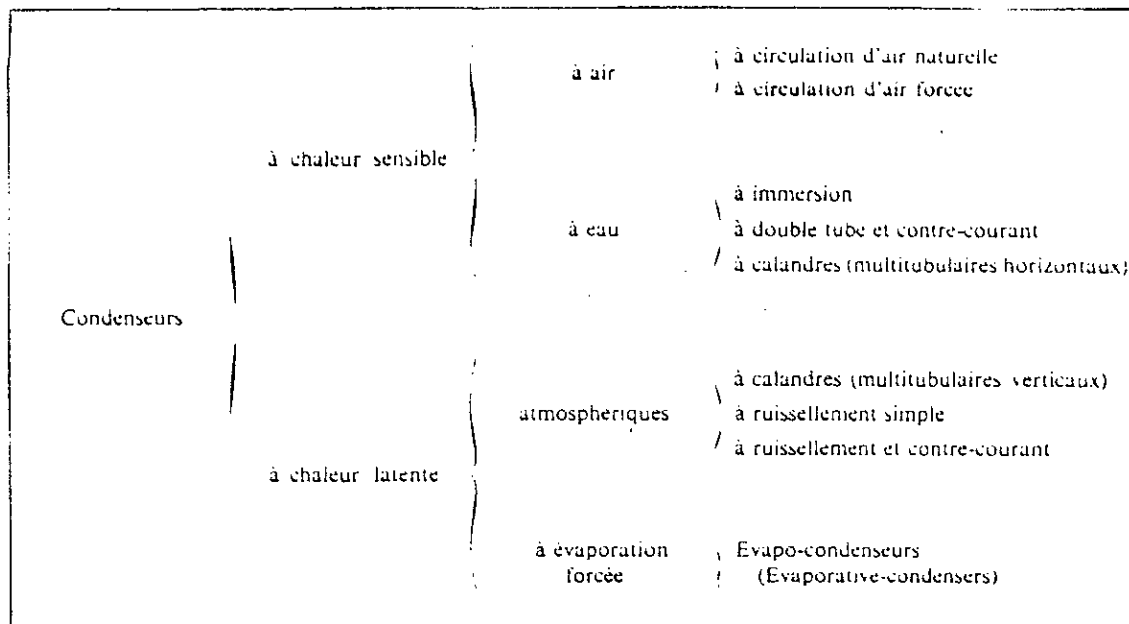 à air
à circulation d'air naturelle
à circulation d'air forcée
à chaleur sensible
à eau
à immersion
à double tube et contre-courant
à calandres (multitubulaires horizontaux)
Condenseurs
atmosphériques
à calandres (multitubulaires verticaux)
à ruissellement simple
à ruissellement et contre-courant
à chaleur latente
à évaporation
forcée
Evapo-condenseurs
(Evaporative-condensers)